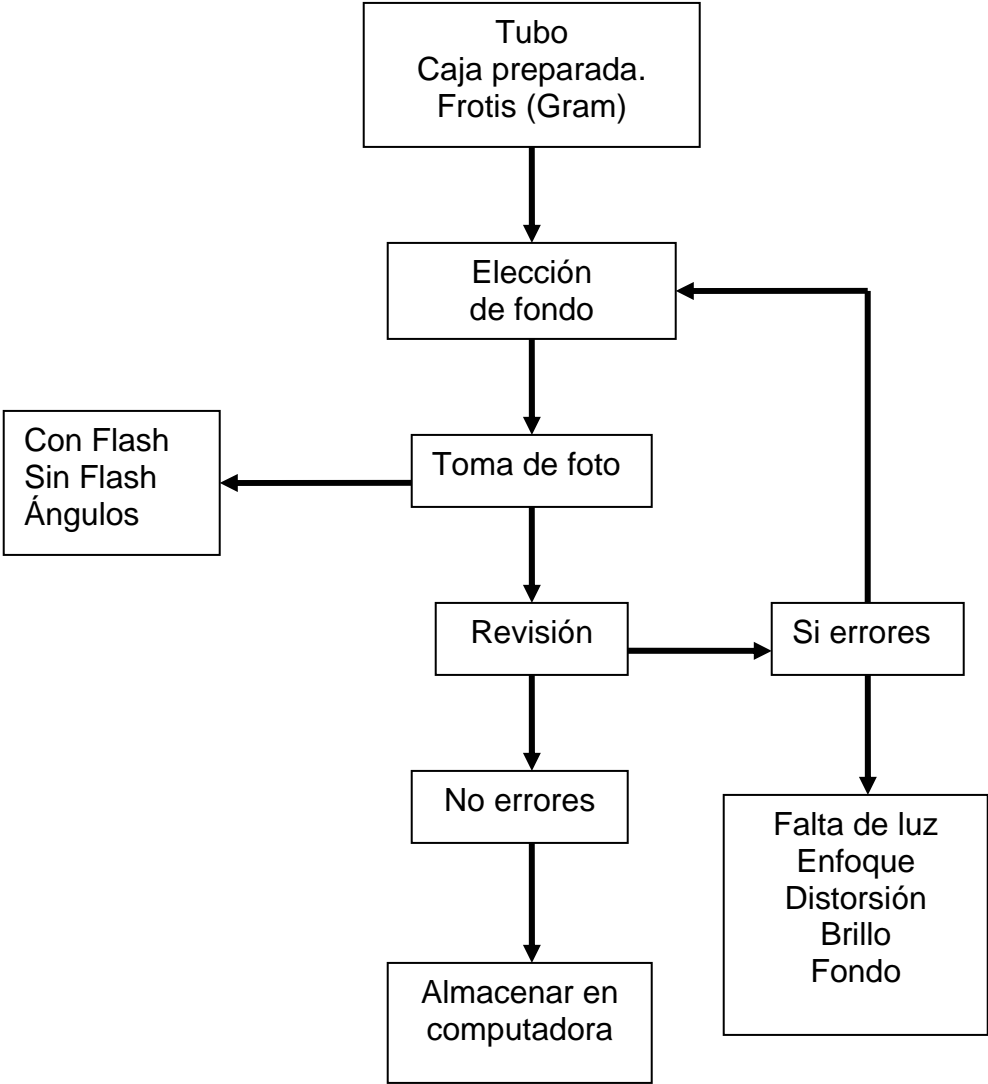 Tubo
Caja preparada.
Frotis (Gram)
Elección
de fondo
Con Flash
Sin Flash
Ángulos
Toma de foto
Revisión
Si errores
No errores
Falta de luz
Enfoque
Distorsión
Brillo
Fondo
Almacenar en
computadora